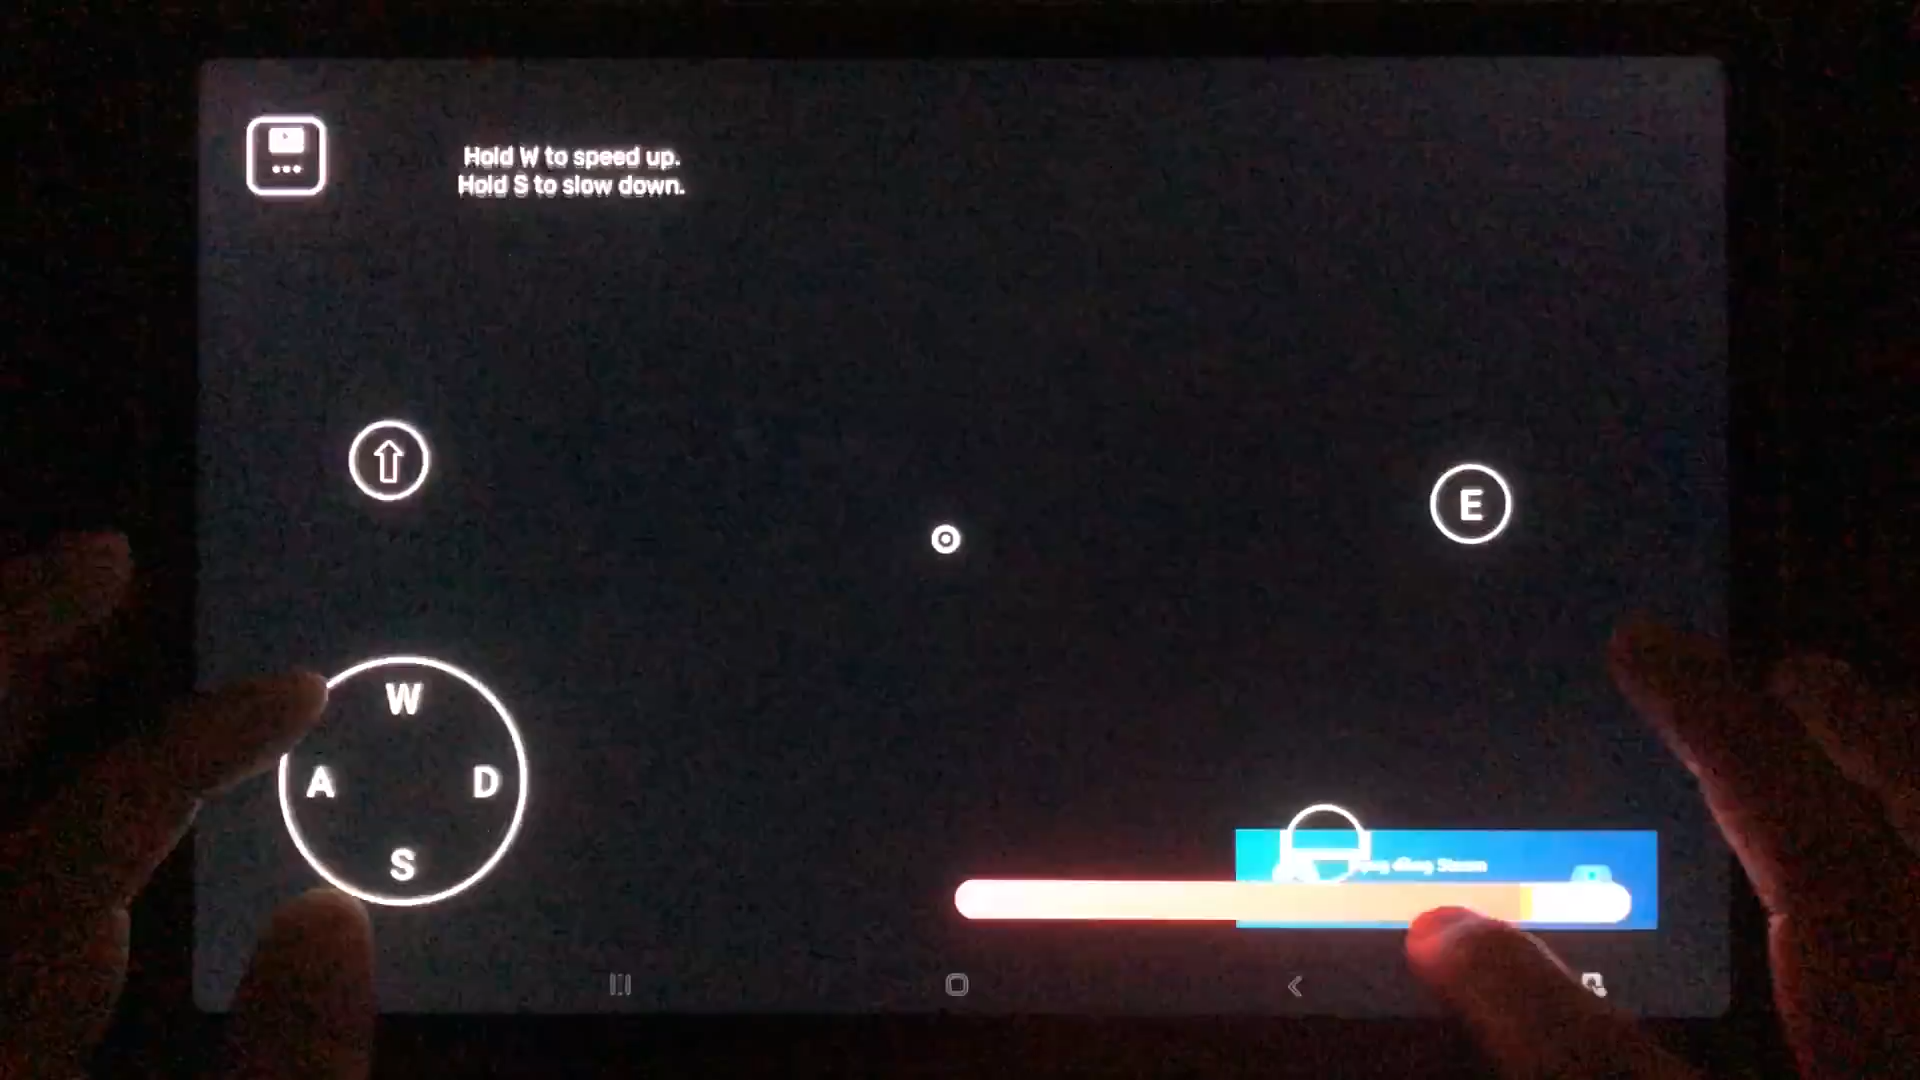 Hold W to speed up.
Hold S to slow down.
E
W
A
D
S